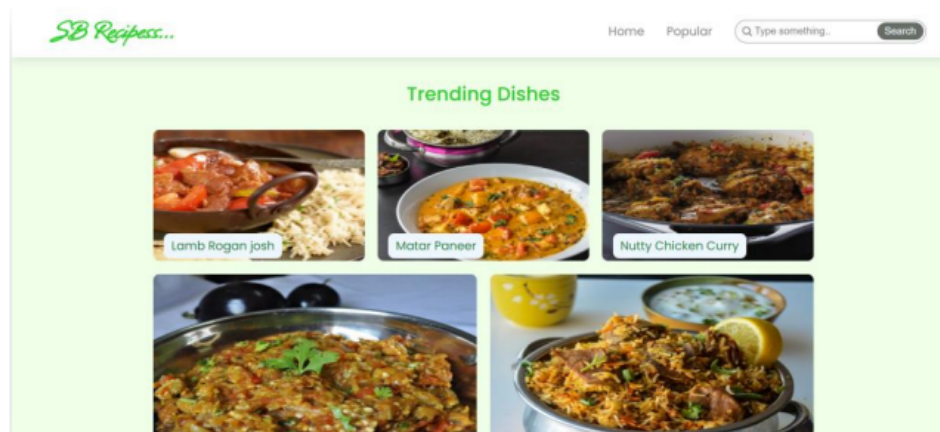 SB Recipess...
Home Popular Type something.. Search
Trending Dishes
Lamb Rogan josh
Matar Paneer
Nutty Chicken Curry